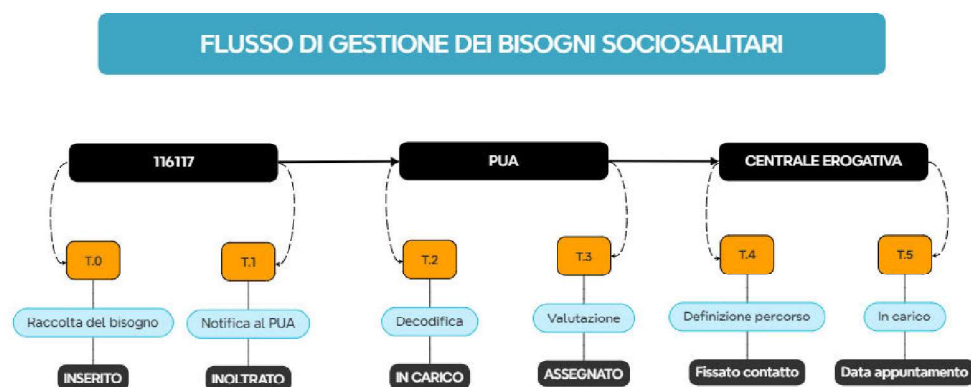 FLUSSO DI GESTIONE DEI BISOGNI SOCIOSALITARI
116117
PUA
CENTRALE EROGATIVA
T.0
T.1
T.2
T.3
T.4
T.5
Raccolta del bisogno
Notifica al PUA
Decodifica
Valutazione
Definizione percorso
In carico
INSERITO
INOLTRATO
IN CARICO
ASSEGNATO
Fissato contatto
Data appuntamento